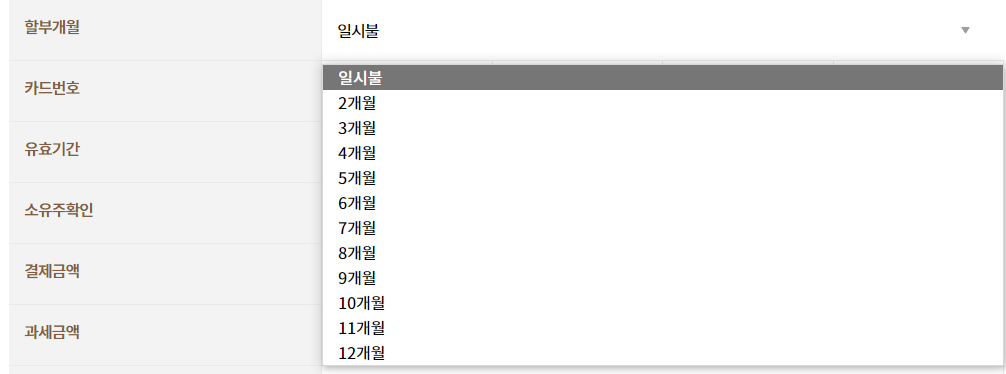 할부개월
일시불
카드번호
유효기간
소유주확인
결제금액
과세금액
일시불
2개월
3개월
4개월
5개월
6개월
7개월
8개월
9개월
10개월
11개월
12개월